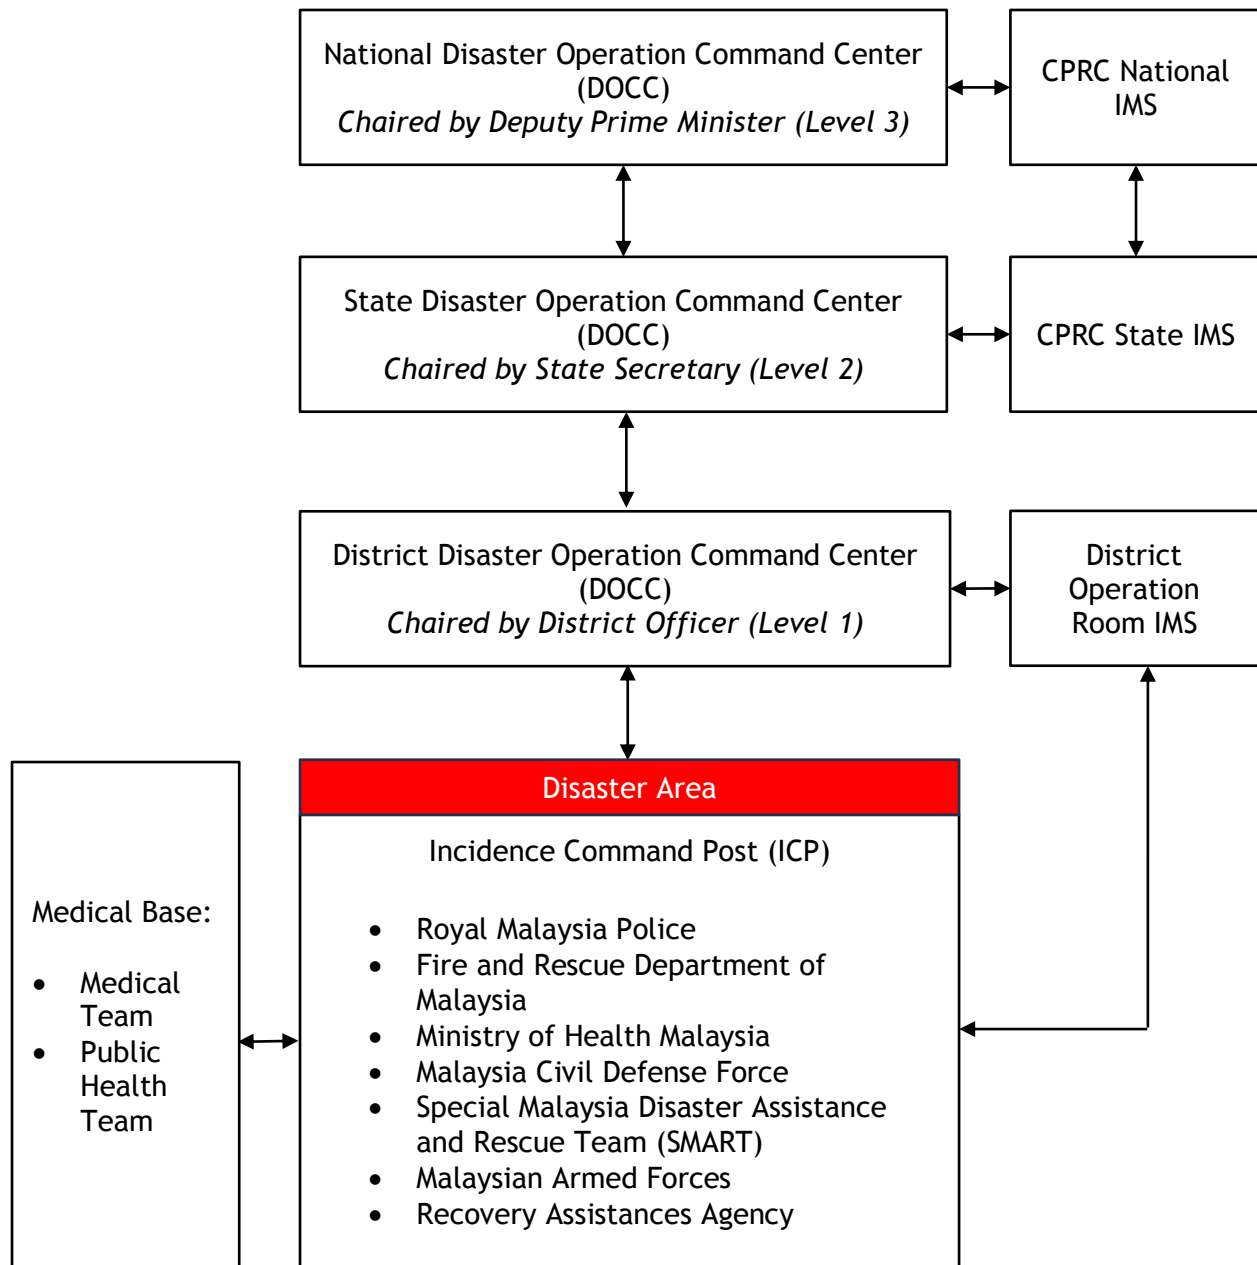 National Disaster Operation Command Center
(DOCC)
Chaired by Deputy Prime Minister (Level 3)
CPRC National
IMS
State Disaster Operation Command Center
(DOCC)
Chaired by State Secretary (Level 2)
CPRC State IMS
District Disaster Operation Command Center
(DOCC)
Chaired by District Officer (Level 1)
District
Operation
Room IMS
Disaster Area
Incidence Command Post (ICP)
• Royal Malaysia Police
• Fire and Rescue Department of
Malaysia
• Ministry of Health Malaysia
• Malaysia Civil Defense Force
• Special Malaysia Disaster Assistance
and Rescue Team (SMART)
• Malaysian Armed Forces
• Recovery Assistances Agency
Medical Base:
• Medical
Team
• Public
Health
Team